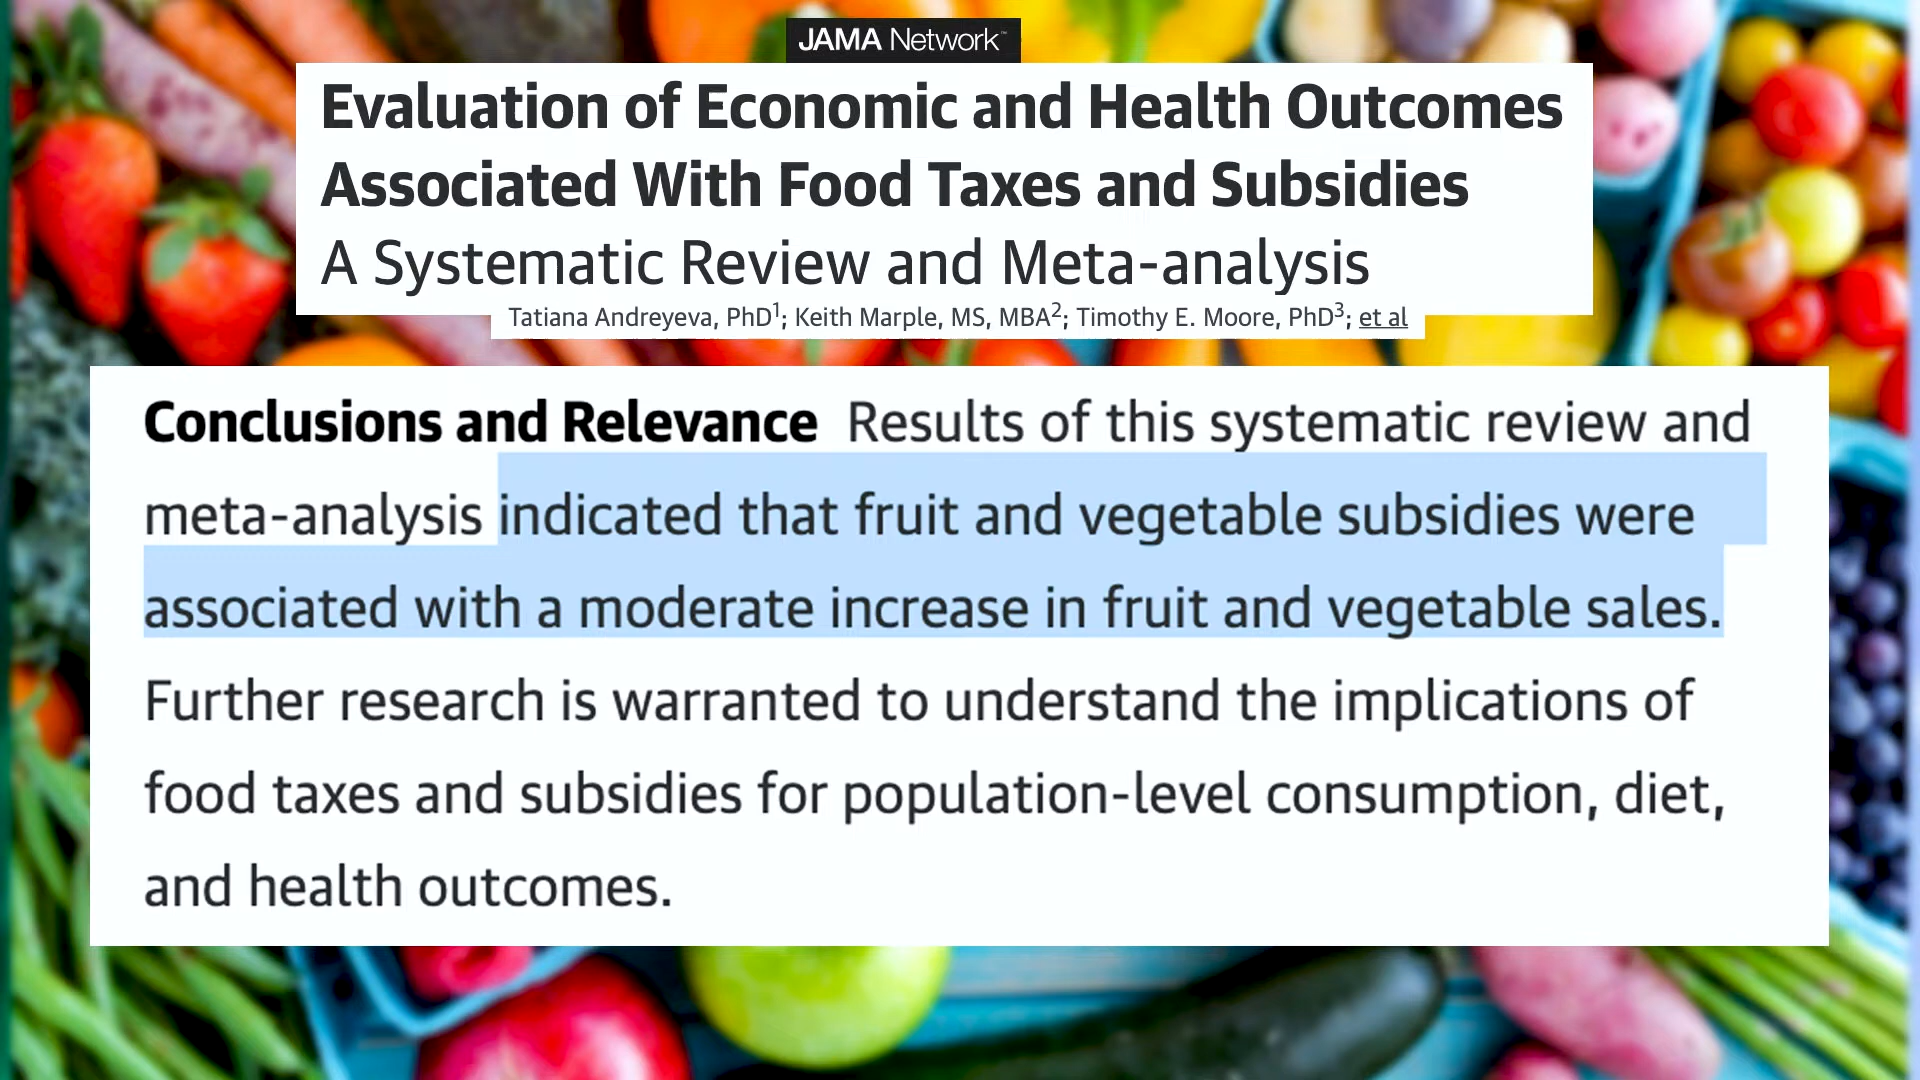 JAMA Network™
Evaluation of Economic and Health Outcomes
Associated With Food Taxes and Subsidies
A Systematic Review and Meta-analysis
Tatiana Andreyeva, PhD1; Keith Marple, MS, MBA2; Timothy E. Moore, PhD3; et al
Conclusions and Relevance Results of this systematic review and
meta-analysis indicated that fruit and vegetable subsidies were
associated with a moderate increase in fruit and vegetable sales.
Further research is warranted to understand the implications of
food taxes and subsidies for population-level consumption, diet,
and health outcomes.